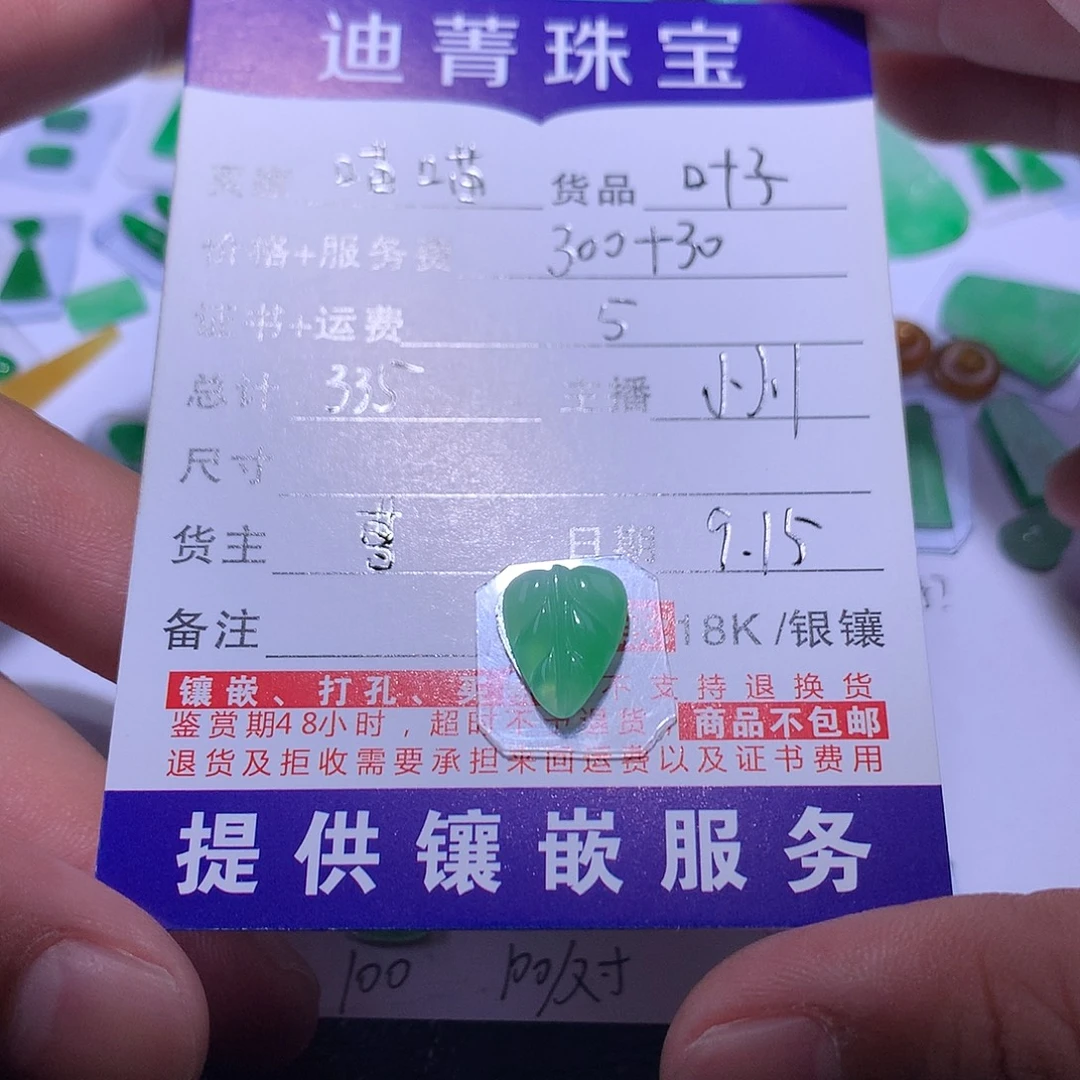 迪菁珠宝
喵喵 货品 叶子
价格+服务费 300+30
证书+运费 5
总计 335 主播 小川
尺寸
货主 曹 日期 9.15
备注 18K/银镶
镶嵌、打孔、 不支持退换货
鉴赏期48小时，超时不予退货，商品不包邮
退货及拒收需要承担来回运费以及证书费用
提供镶嵌服务
100 100/对